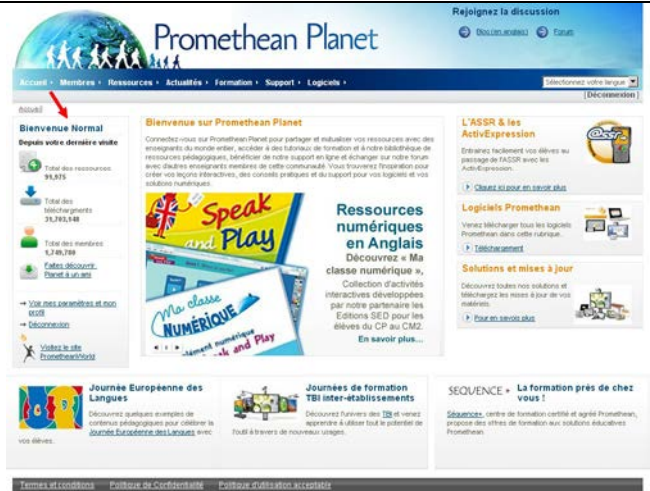 Promethean Planet
Rejoignez la discussion
Blog (en anglais)
Forum
Accueil
Membres
Ressources
Actualités
Formation
Support
Logiciels
Sélectionnez votre langue
[Déconnexion]
Accueil
Bienvenue Normal
Depuis votre dernière visite
Total des ressources
91,975
Total des
téléchargments
31,703,948
Total des membres
1,749,780
Faites découvrir
Planet à un ami
Voir mes paramètres et mon
profil
Déconnexion
Visitez le site
PrometheanWorld
Bienvenue sur Promethean Planet
Connectez-vous sur Promethean Planet pour partager et mutualiser vos ressources avec des
enseignants du monde entier, accéder à des tutoriaux de formation et à notre bibliothèque de
ressources pédagogiques, bénéficier de notre support en ligne et échanger sur notre forum
avec d'autres enseignants membres de cette communauté. Vous trouverez l'inspiration pour
créer vos leçons interactives, des conseils pratiques et du support pour vos logiciels et vos
solutions numériques.
Speak
and Play
Ma classe
NUMÉRIQUE
and Play
Ressources
numériques
en Anglais
Découvrez « Ma
classe numérique »,
Collection d'activités
interactives développées
par notre partenaire les
Editions SED pour les
élèves du CP au CM2.
En savoir plus...
L'ASSR & les
ActivExpression
Entrainez facilement vos élèves au
passage de l'ASSR avec les
ActivExpression.
Cliquez ici pour en savoir plus
Logiciels Promethean
Venez télécharger tous les logiciels
Promethean dans cette rubrique.
Téléchargement
Solutions et mises à jour
Découvrez toutes nos solutions et
téléchargez les mises à jour de vos
matériels.
Pour en savoir plus
Journée Européenne des
Langues
Découvrez quelques exemples de
contenus pédagogiques pour célébrer la
Journée Européenne des Langues avec
vos élèves.
Journées de formation
TBI inter-établissements
Découvrez l'univers des TBI et venez
apprendre à utiliser tout le potentiel de
l'outil à travers de nouveaux usages.
SEQUENCE+
La formation près de chez
vous !
Séquence+, centre de formation certifié et agréé Promethean,
propose des offres de formation aux solutions éducatives
Promethean.
Termes et conditions
Politique de Confidentialité
Politique d'utilisation acceptable